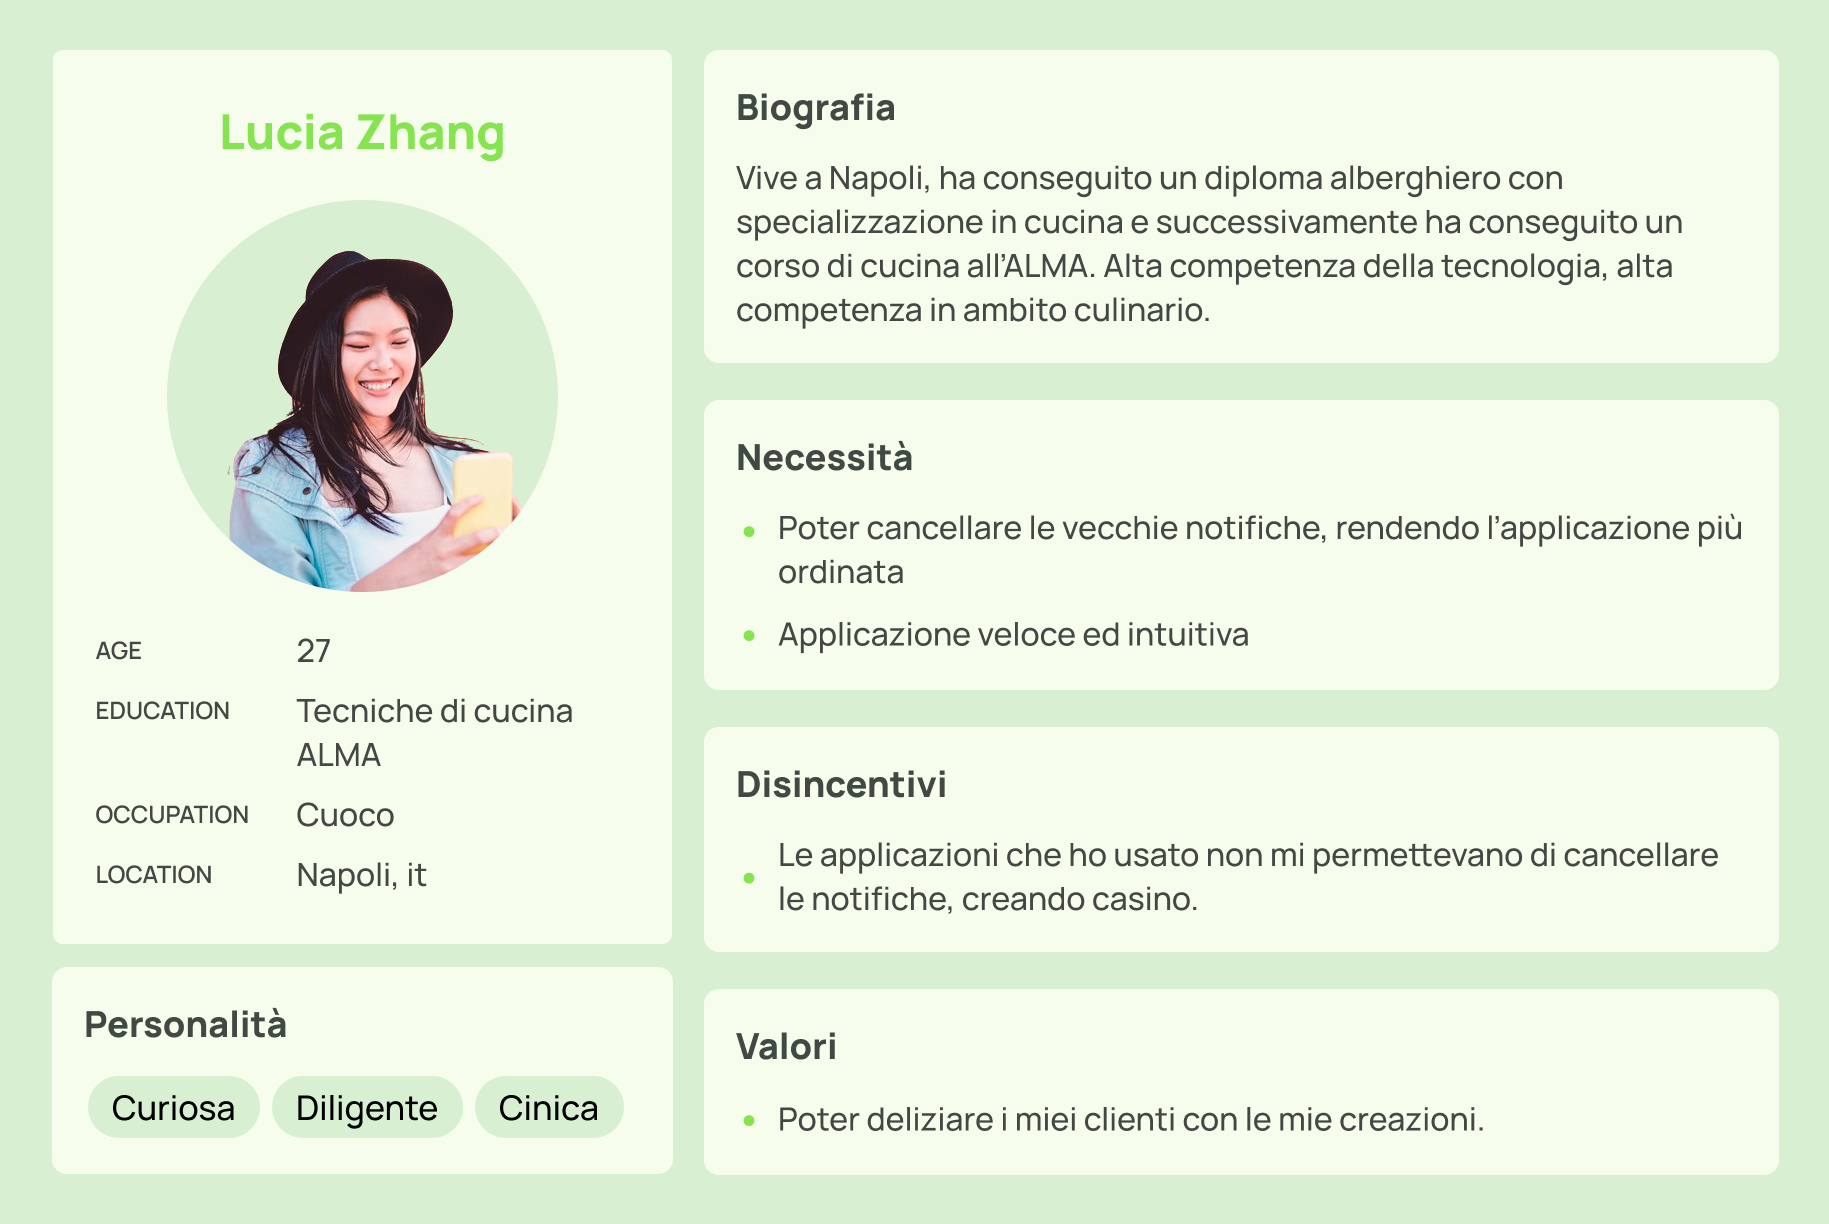 Lucia Zhang
AGE 27
EDUCATION Tecniche di cucina
ALMA
OCCUPATION Cuoco
LOCATION Napoli, it
Personalità
Curiosa Diligente Cinica
Biografia
Vive a Napoli, ha conseguito un diploma alberghiero con
specializzazione in cucina e successivamente ha conseguito un
corso di cucina all’ALMA. Alta competenza della tecnologia, alta
competenza in ambito culinario.
Necessità
• Poter cancellare le vecchie notifiche, rendendo l’applicazione più
ordinata
• Applicazione veloce ed intuitiva
Disincentivi
• Le applicazioni che ho usato non mi permettevano di cancellare
le notifiche, creando casino.
Valori
• Poter deliziare i miei clienti con le mie creazioni.